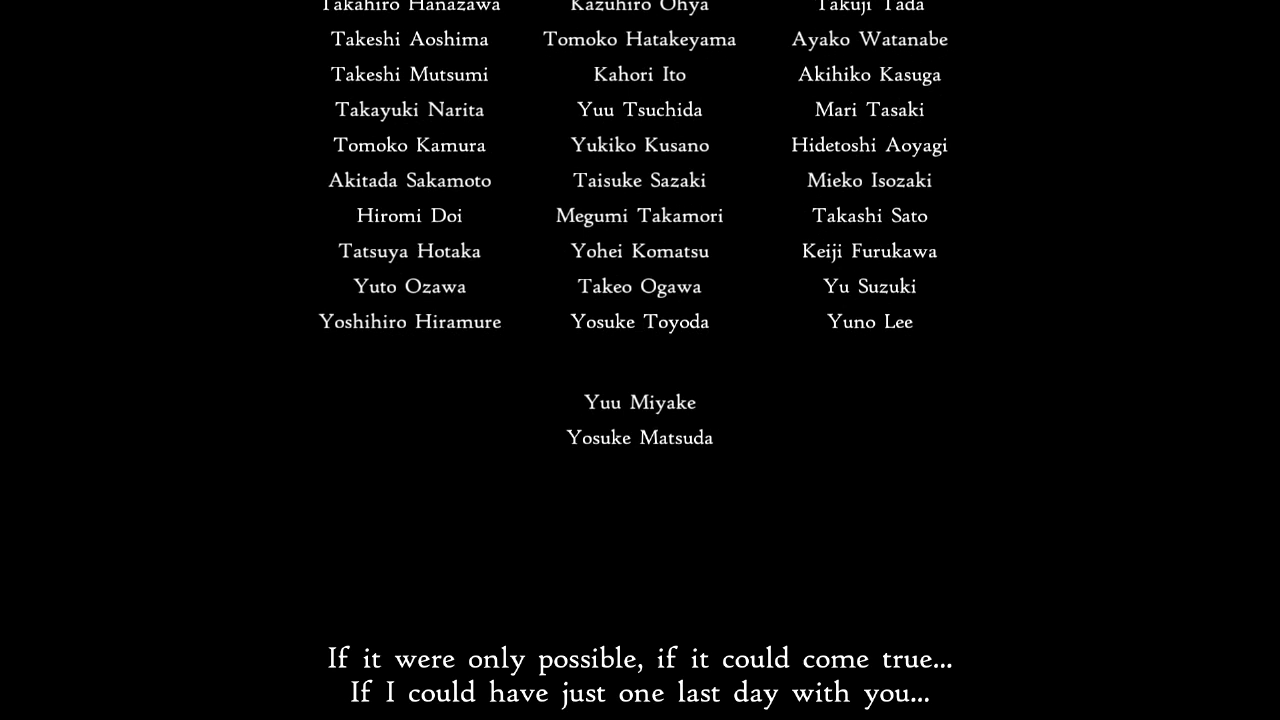 Takahiro Hanazawa Kazuhiro Ohya Takuji Tada
Takeshi Aoshima Tomoko Hatakeyama Ayako Watanabe
Takeshi Mutsumi Kahori Ito Akihiko Kasuga
Takayuki Narita Yuu Tsuchida Mari Tasaki
Tomoko Kamura Yukiko Kusano Hidetoshi Aoyagi
Akitada Sakamoto Taisuke Sazaki Mieko Isozaki
Hiromi Doi Megumi Takamori Takashi Sato
Tatsuya Hotaka Yohei Komatsu Keiji Furukawa
Yuto Ozawa Takeo Ogawa Yu Suzuki
Yoshihiro Hiramure Yosuke Toyoda Yuno Lee
Yuu Miyake
Yosuke Matsuda
If it were only possible, if it could come true...
If I could have just one last day with you...